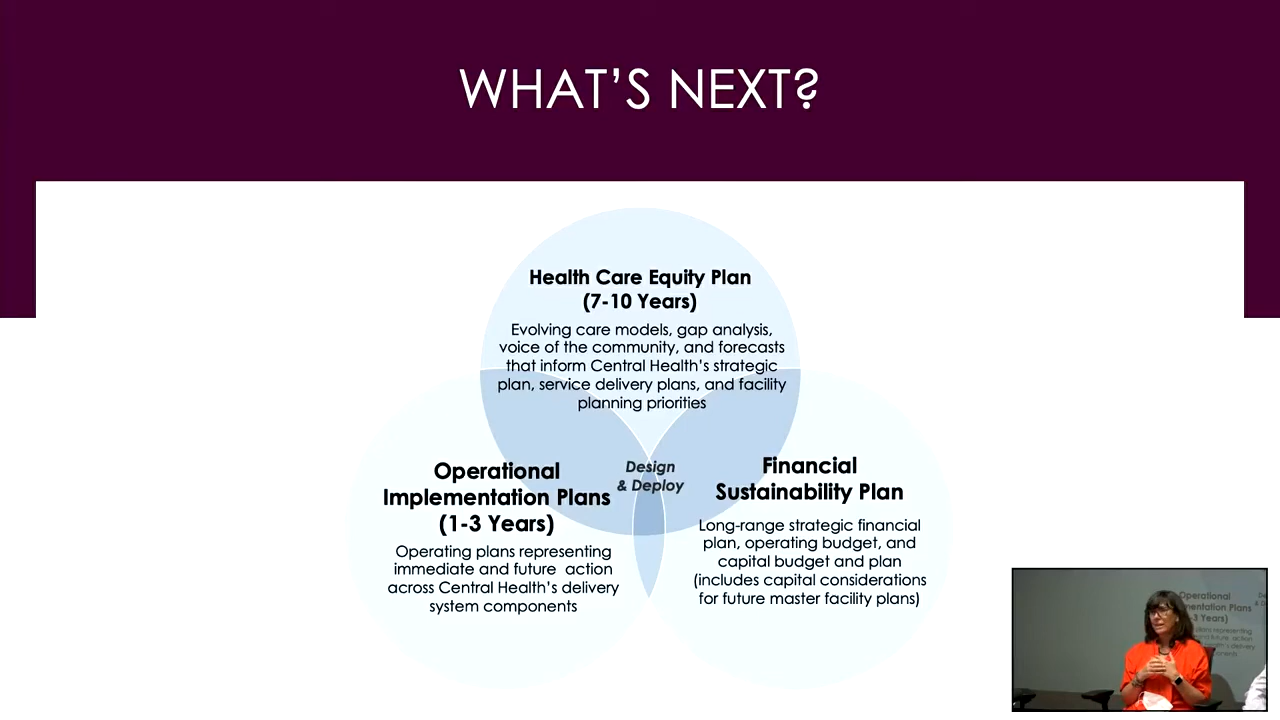 WHAT'S NEXT?
Health Care Equity Plan
(7-10 Years)
Evolving care models, gap analysis,
voice of the community, and forecasts
that inform Central Health's strategic
plan, service delivery plans, and facility
planning priorities
Operational
Implementation Plans
(1-3 Years)
Operating plans representing
immediate and future action
across Central Health's delivery
system components
Design
& Deploy
Financial
Sustainability Plan
Long-range strategic financial
plan, operating budget, and
capital budget and plan
(includes capital considerations
for future master facility plans)
Operational
Plans
Years)